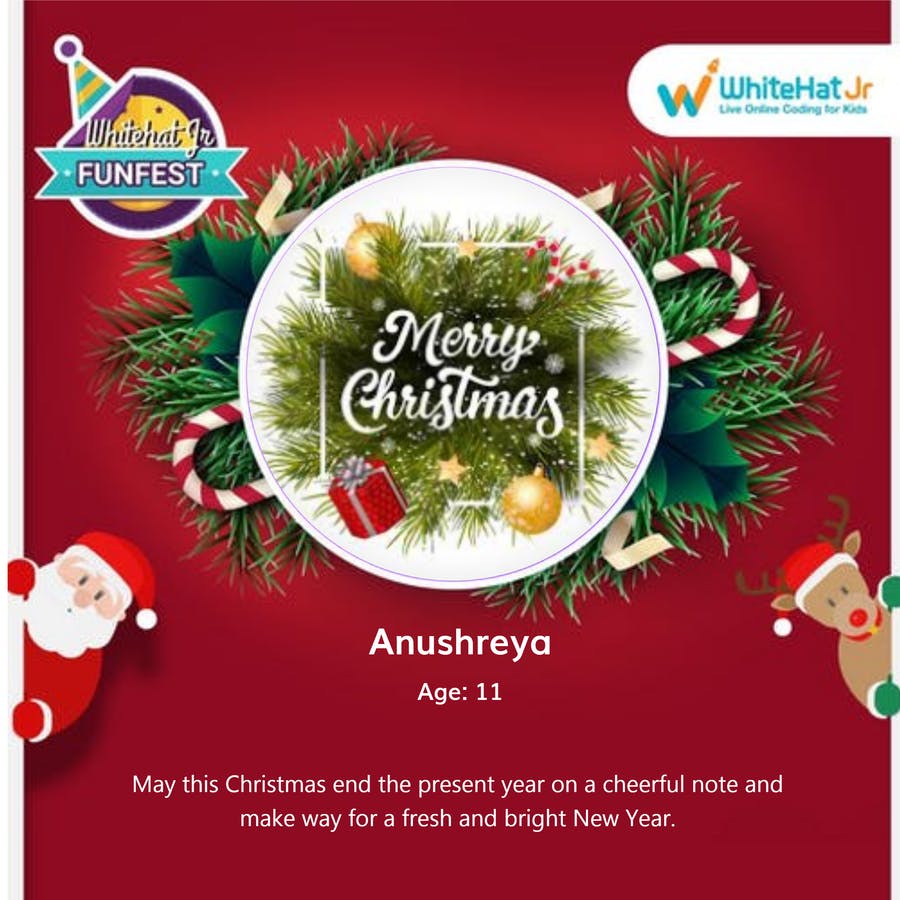 Whitehat Jr
FUNFEST
WhiteHat Jr
Live Online Coding for Kids
Merry
Christmas
Anushreya
Age: 11
May this Christmas end the present year on a cheerful note and
make way for a fresh and bright New Year.